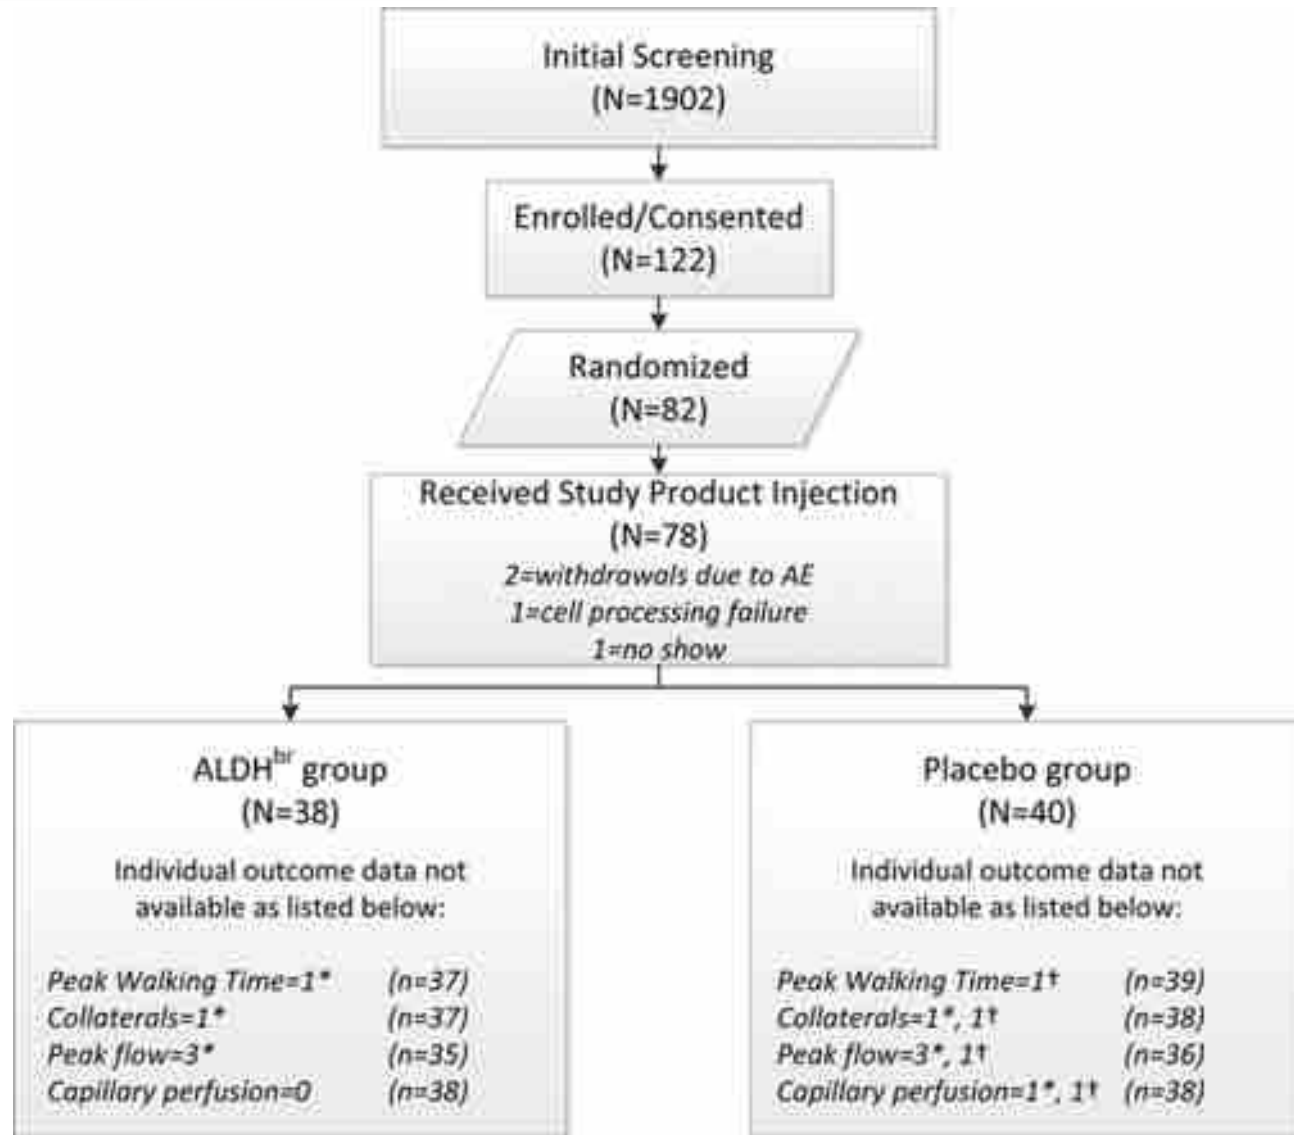 Initial Screening
(N=1902)
Enrolled/Consented
(N=122)
Randomized
(N=82)
Received Study Product Injection
(N=78)
2=withdrawals due to AE
1=cell processing failure
1=no show
ALDHbr group
(N=38)
Individual outcome data not
available as listed below:
Peak Walking Time=1* (n=37)
Collaterals=1* (n=37)
Peak flow=3* (n=35)
Capillary perfusion=0 (n=38)
Placebo group
(N=40)
Individual outcome data not
available as listed below:
Peak Walking Time=1† (n=39)
Collaterals=1*, 1† (n=38)
Peak flow=3*, 1† (n=36)
Capillary perfusion=1*, 1† (n=38)